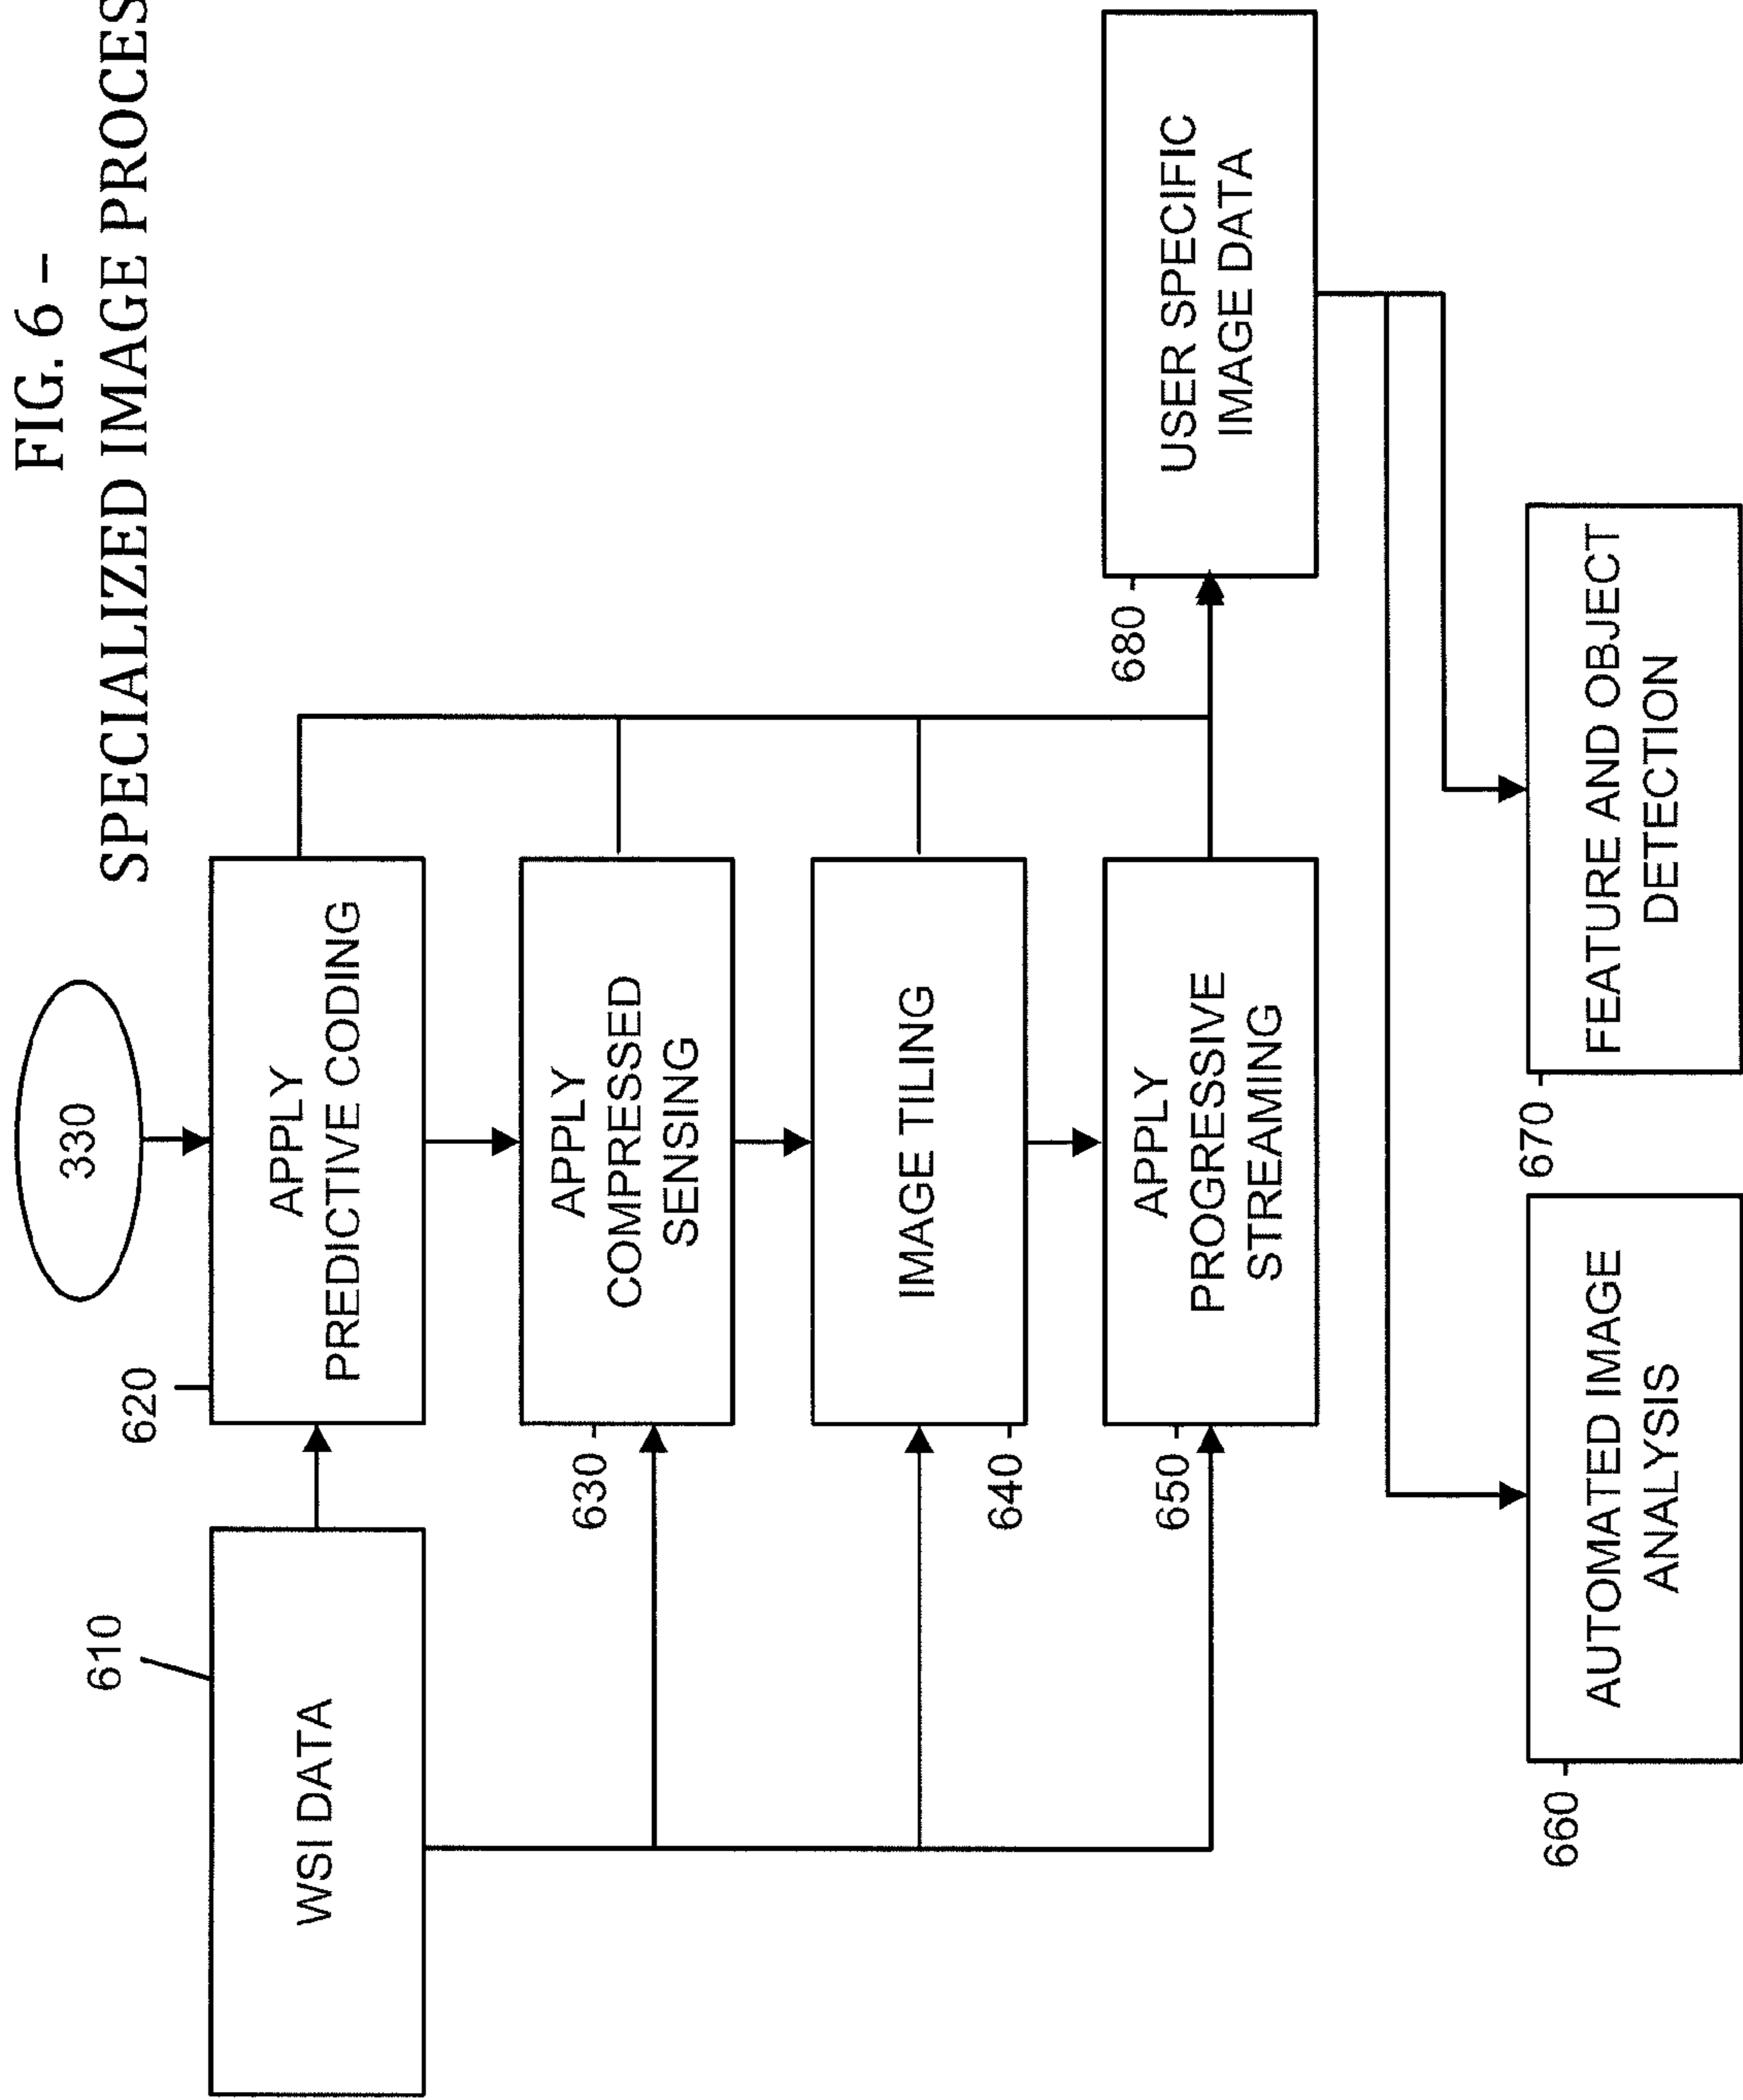 FIG. 6 –
SPECIALIZED IMAGE PROCES
330
610
WSI DATA
620
APPLY
PREDICTIVE CODING
630
APPLY
COMPRESSED
SENSING
640
IMAGE TILING
650
APPLY
PROGRESSIVE
STREAMING
680
USER SPECIFIC
IMAGE DATA
660
AUTOMATED IMAGE
ANALYSIS
670
FEATURE AND OBJECT
DETECTION